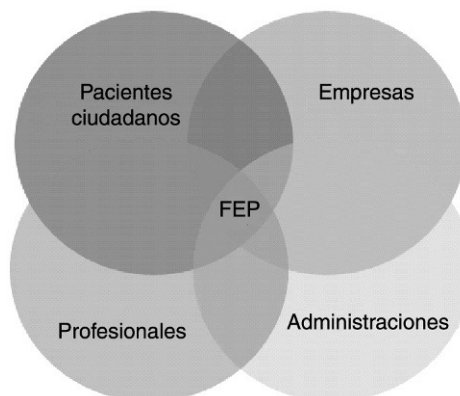 Pacientes
ciudadanos
Empresas
FEP
Profesionales
Administraciones